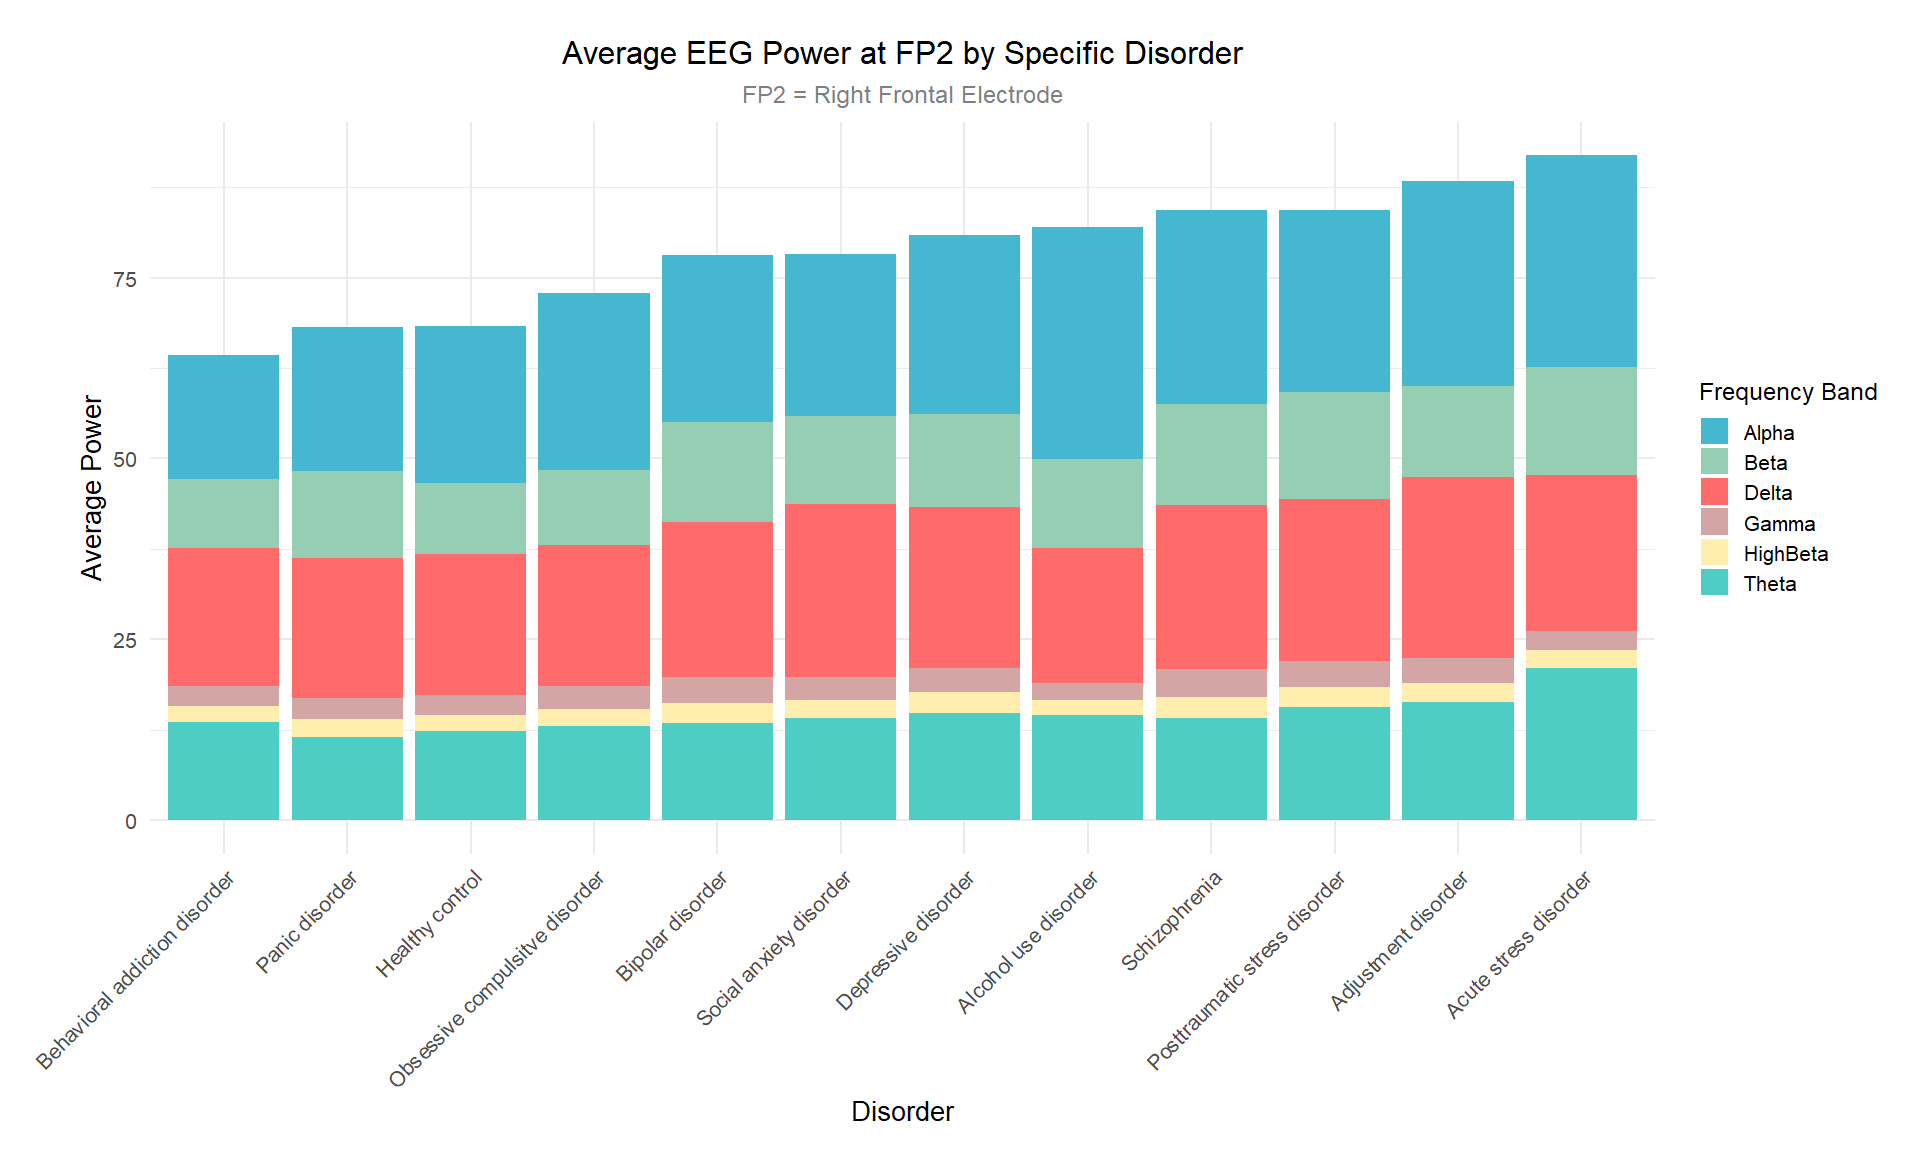 Average EEG Power at FP2 by Specific Disorder
FP2 = Right Frontal Electrode
Average Power
75
50
25
0
Behavioral addiction disorder
Panic disorder
Healthy control
Obsessive compulsitve disorder
Bipolar disorder
Social anxiety disorder
Depressive disorder
Alcohol use disorder
Schizophrenia
Posttraumatic stress disorder
Adjustment disorder
Acute stress disorder
Disorder
Frequency Band
Alpha
Beta
Delta
Gamma
HighBeta
Theta